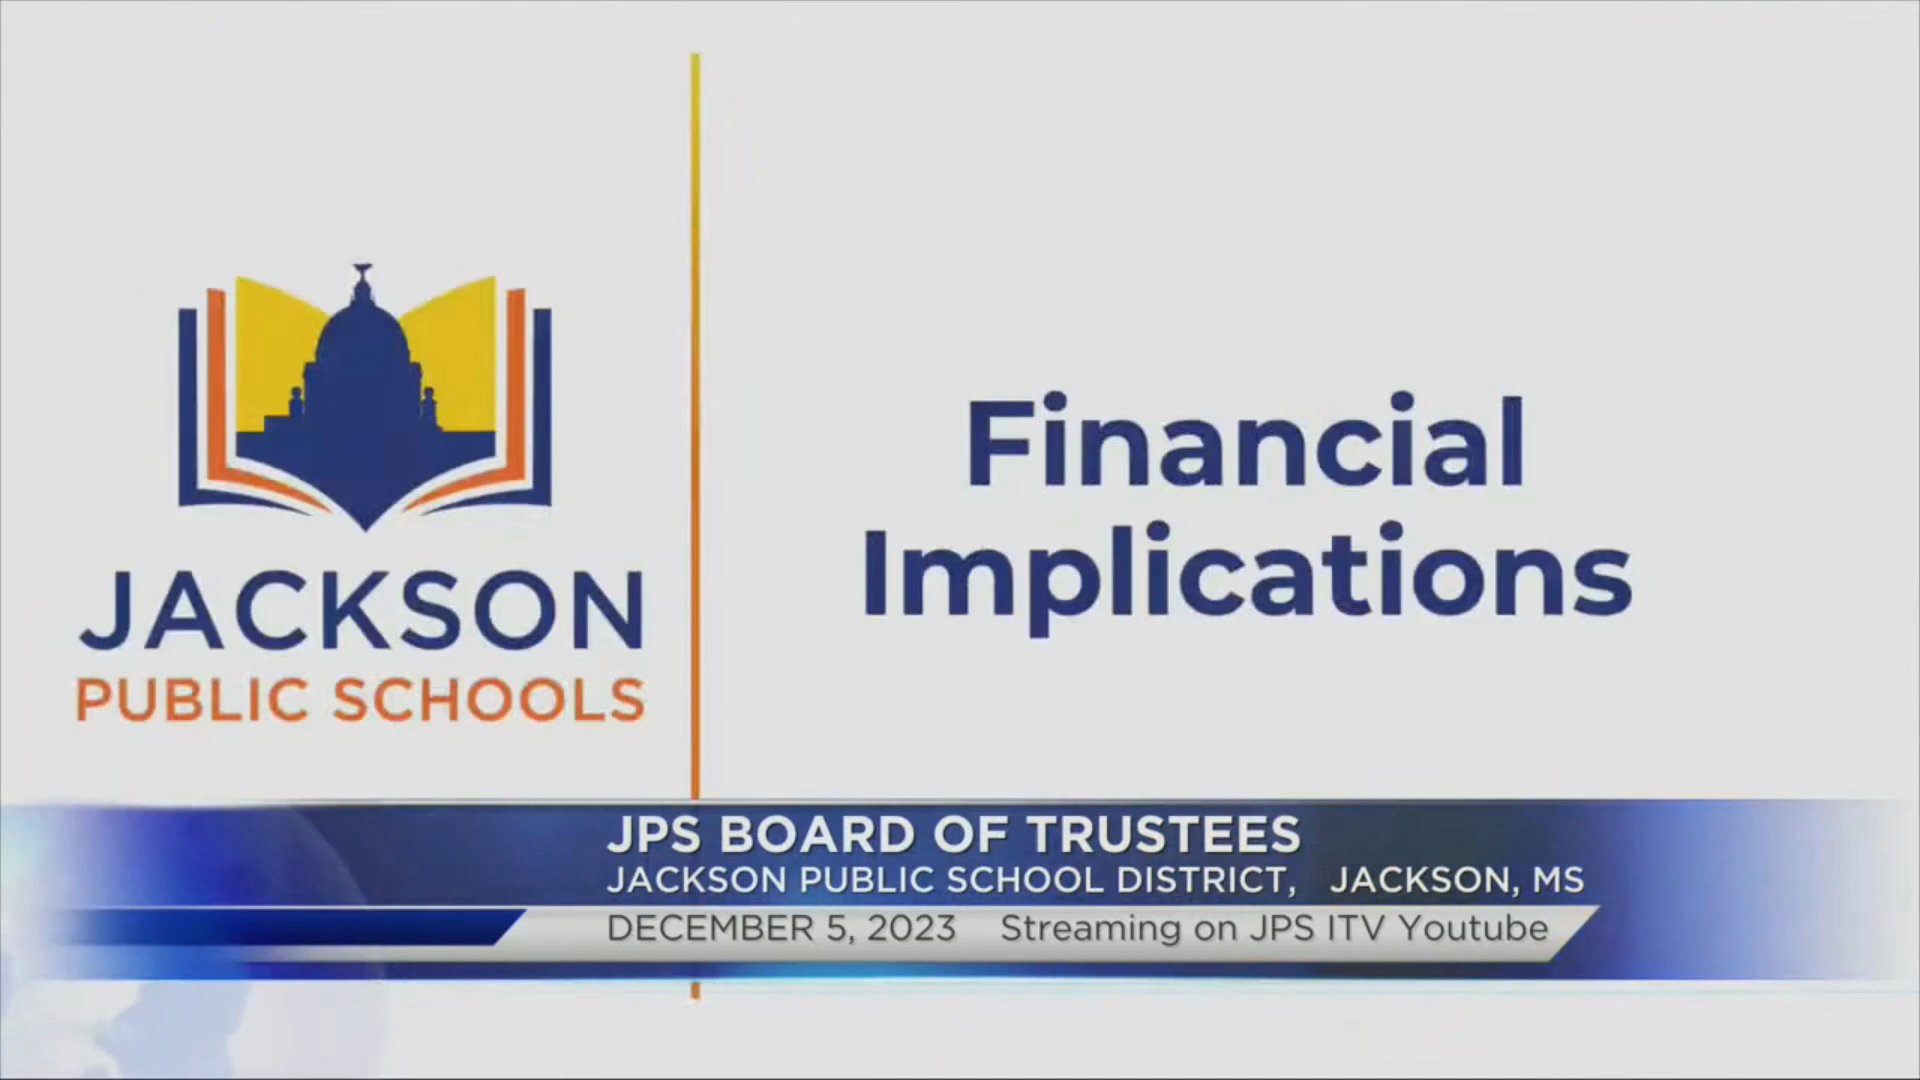 JACKSON
PUBLIC SCHOOLS
Financial
Implications
JPS BOARD OF TRUSTEES
JACKSON PUBLIC SCHOOL DISTRICT, JACKSON, MS
DECEMBER 5, 2023 Streaming on JPS ITV Youtube